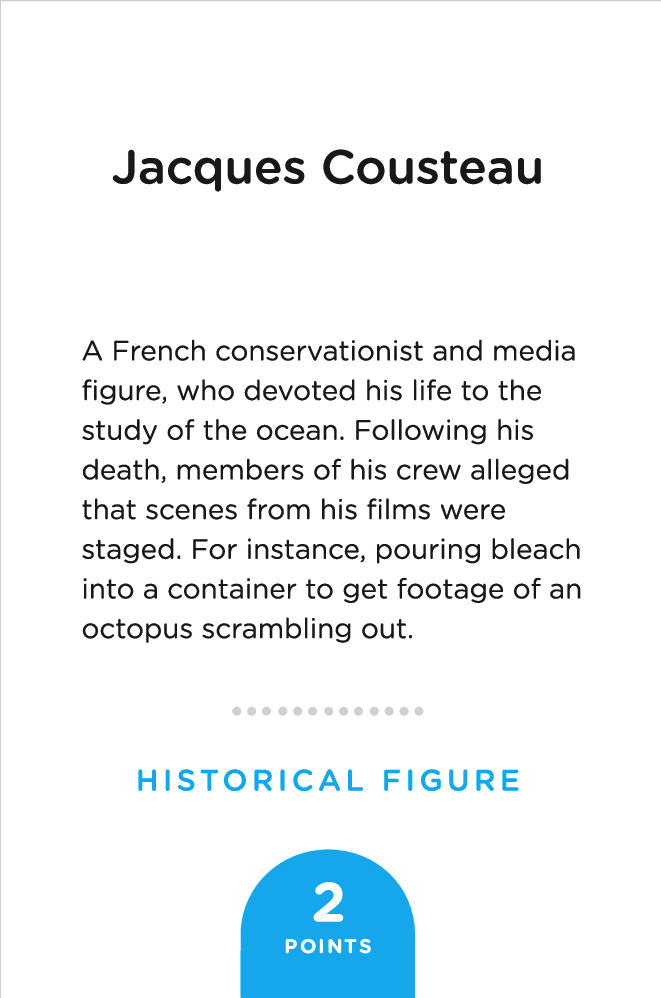 Jacques Cousteau
A French conservationist and media
figure, who devoted his life to the
study of the ocean. Following his
death, members of his crew alleged
that scenes from his films were
staged. For instance, pouring bleach
into a container to get footage of an
octopus scrambling out.
HISTORICAL FIGURE
2
POINTS